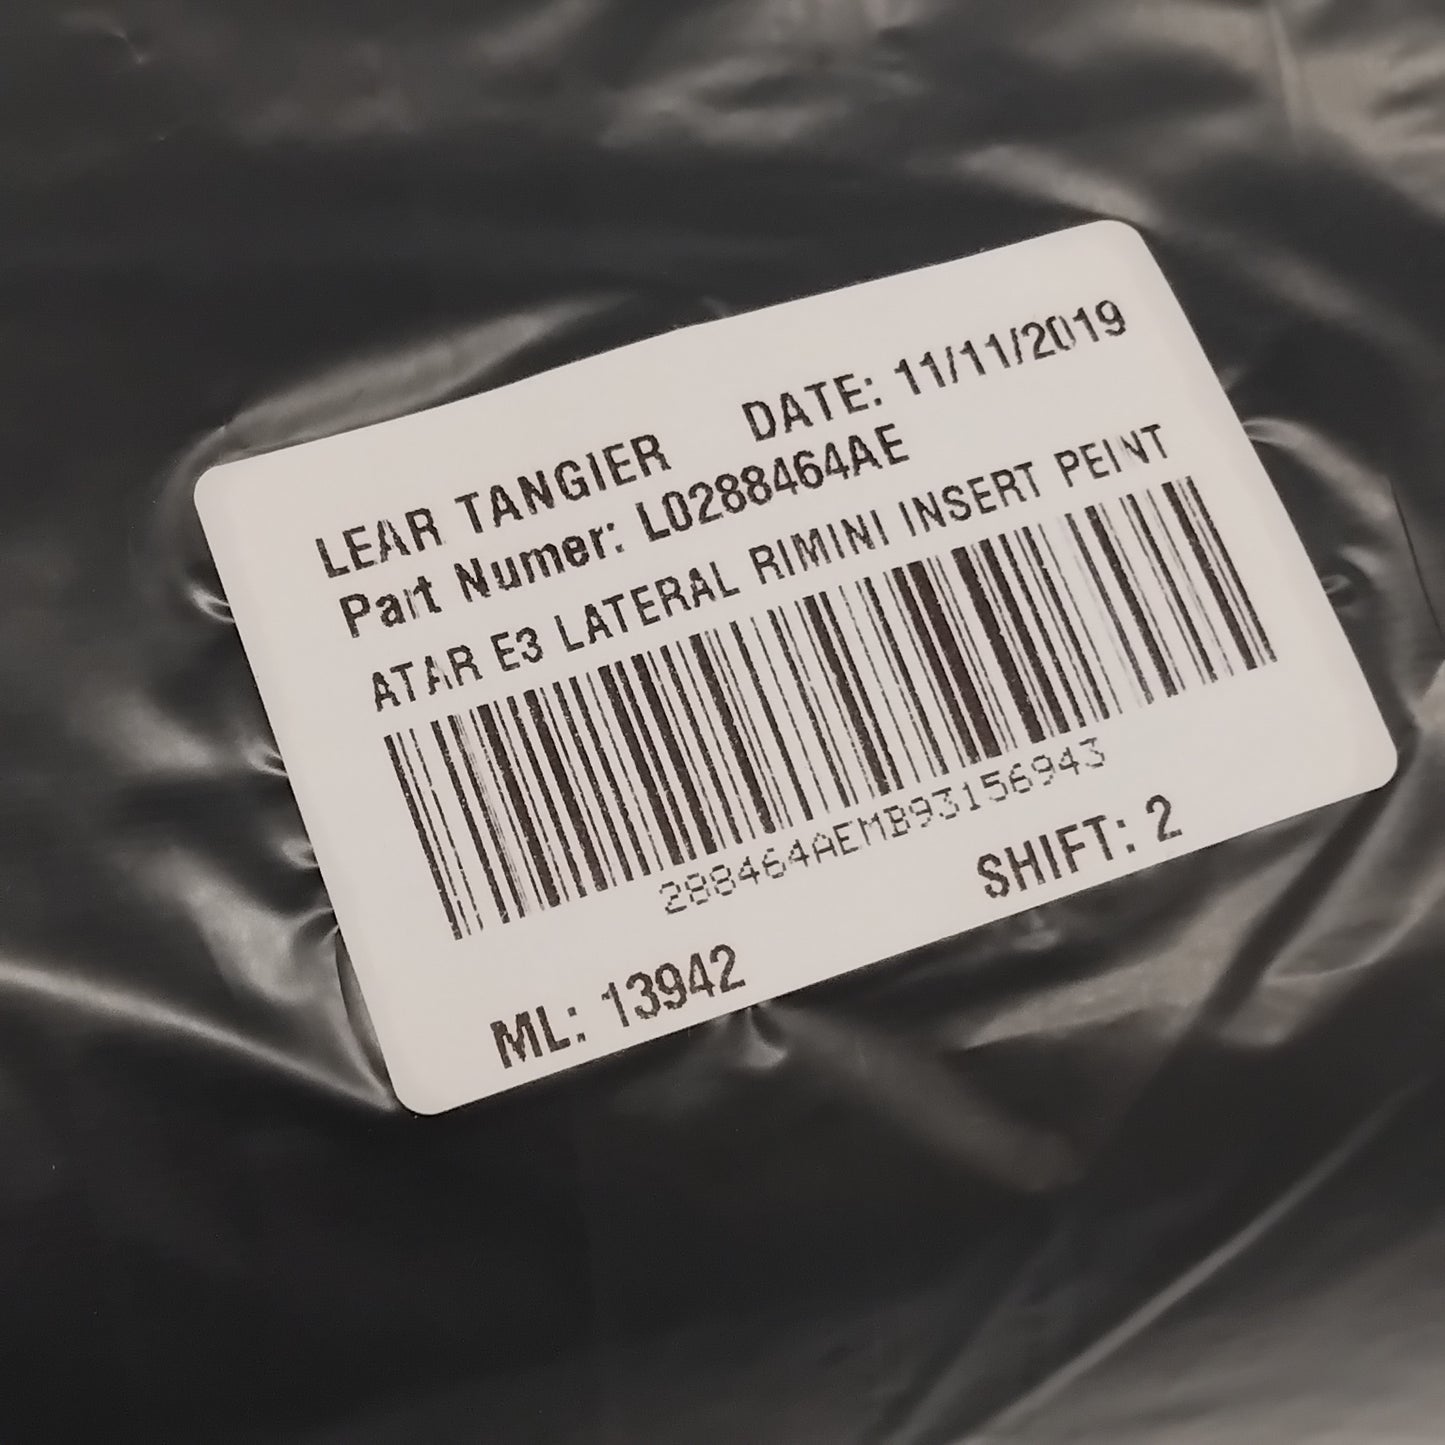 LEAR TANGIER DATE: 11/11/2019
Part Numer: L0288464AE
ATAR E3 LATERAL RIMINI INSERT PEINT
288464AEMB93156943
SHIFT: 2
ML: 13942